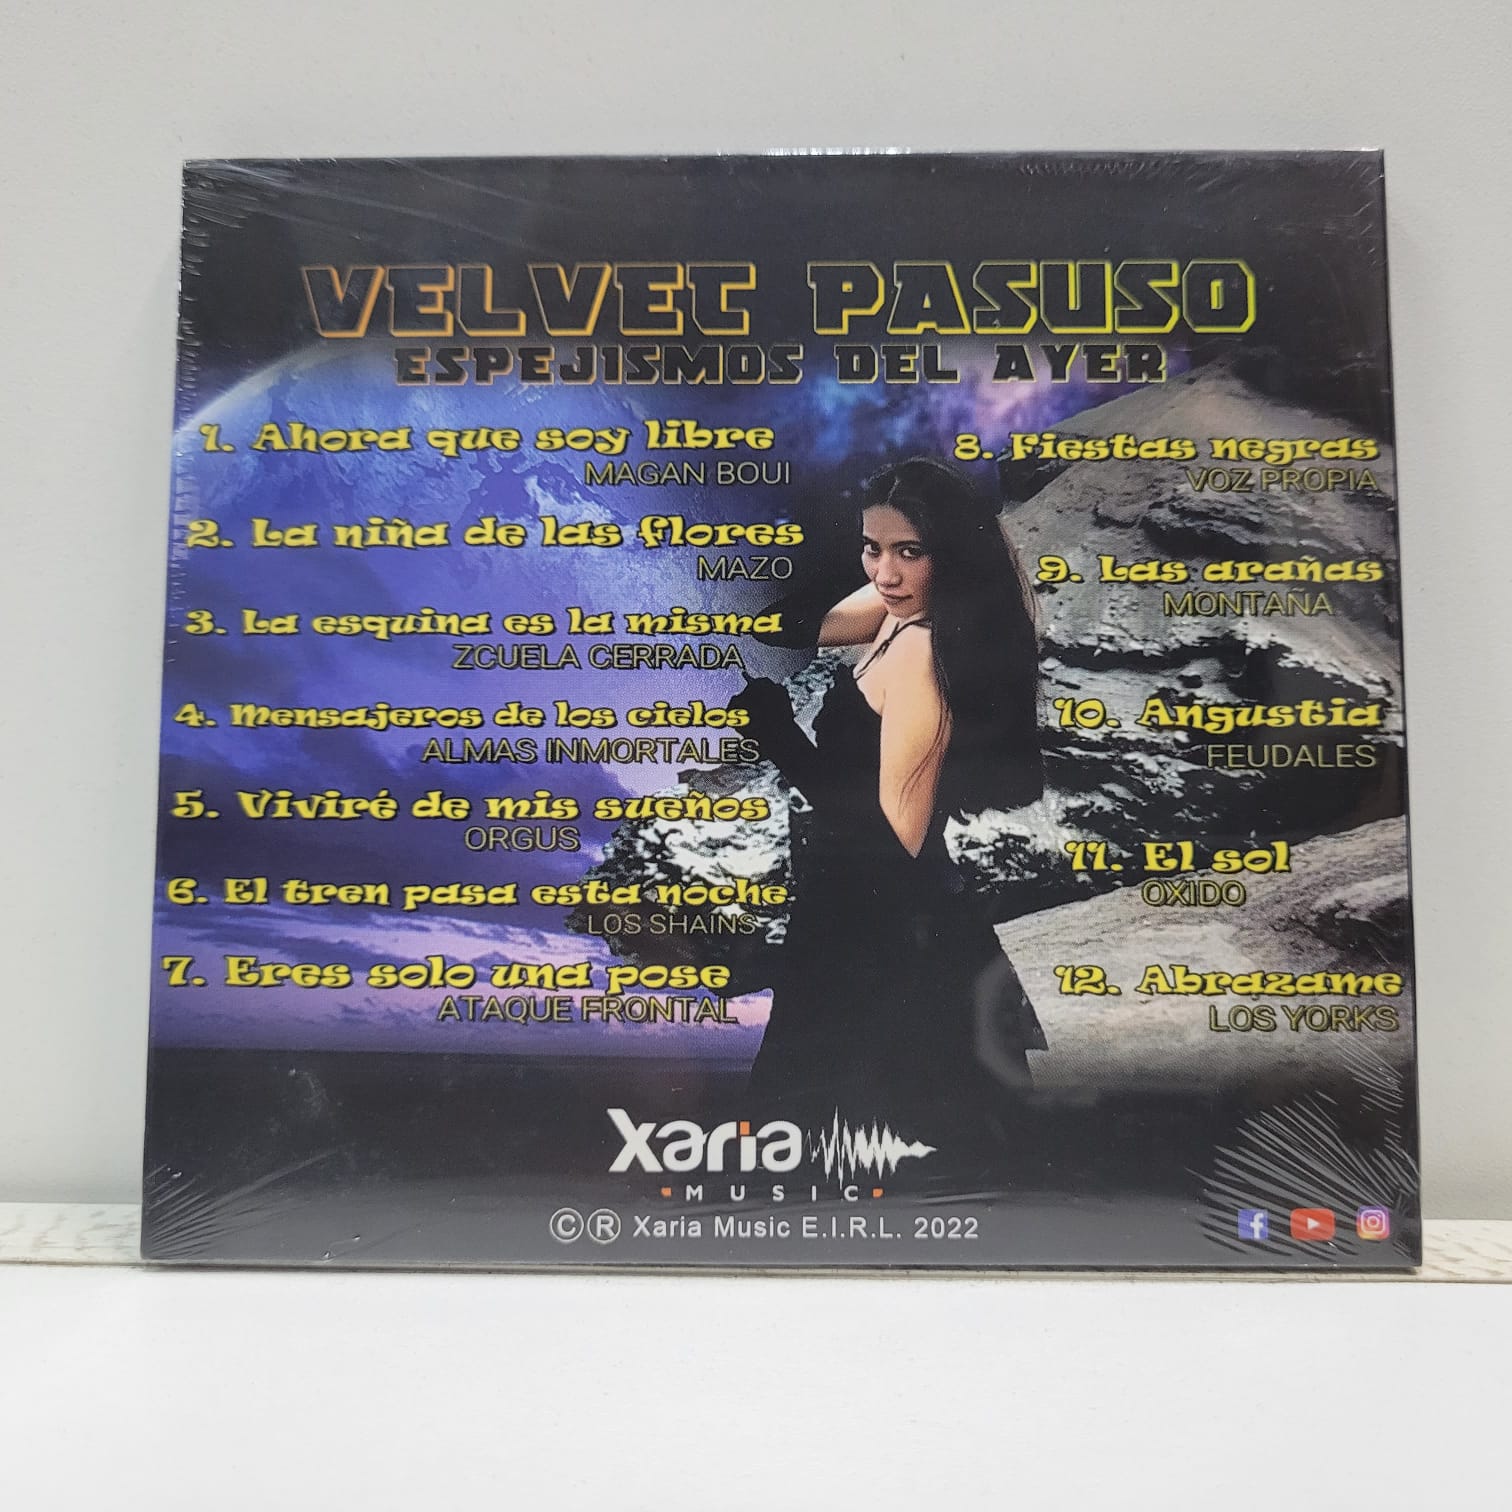 VELVET PASUSO
ESPEJISMOS DEL AYER
1. Ahora que soy libre
MAGAN BOUI
2. La niña de las flores
MAZO
3. La esquina es la misma
ZCUELA CERRADA
4. Mensajeros de los cielos
ALMAS INMORTALES
5. Viviré de mis sueños
ORGUS
6. El tren pasa esta noche
LOS SHAINS
7. Eres solo una pose
ATAQUE FRONTAL
8. Fiestas negras
VOZ PROPIA
9. Las arañas
MONTAÑA
10. Angustia
FEUDALES
11. El sol
OXIDO
12. Abrazame
LOS YORKS
xaria
MUSIC
©® Xaria Music E.I.R.L. 2022